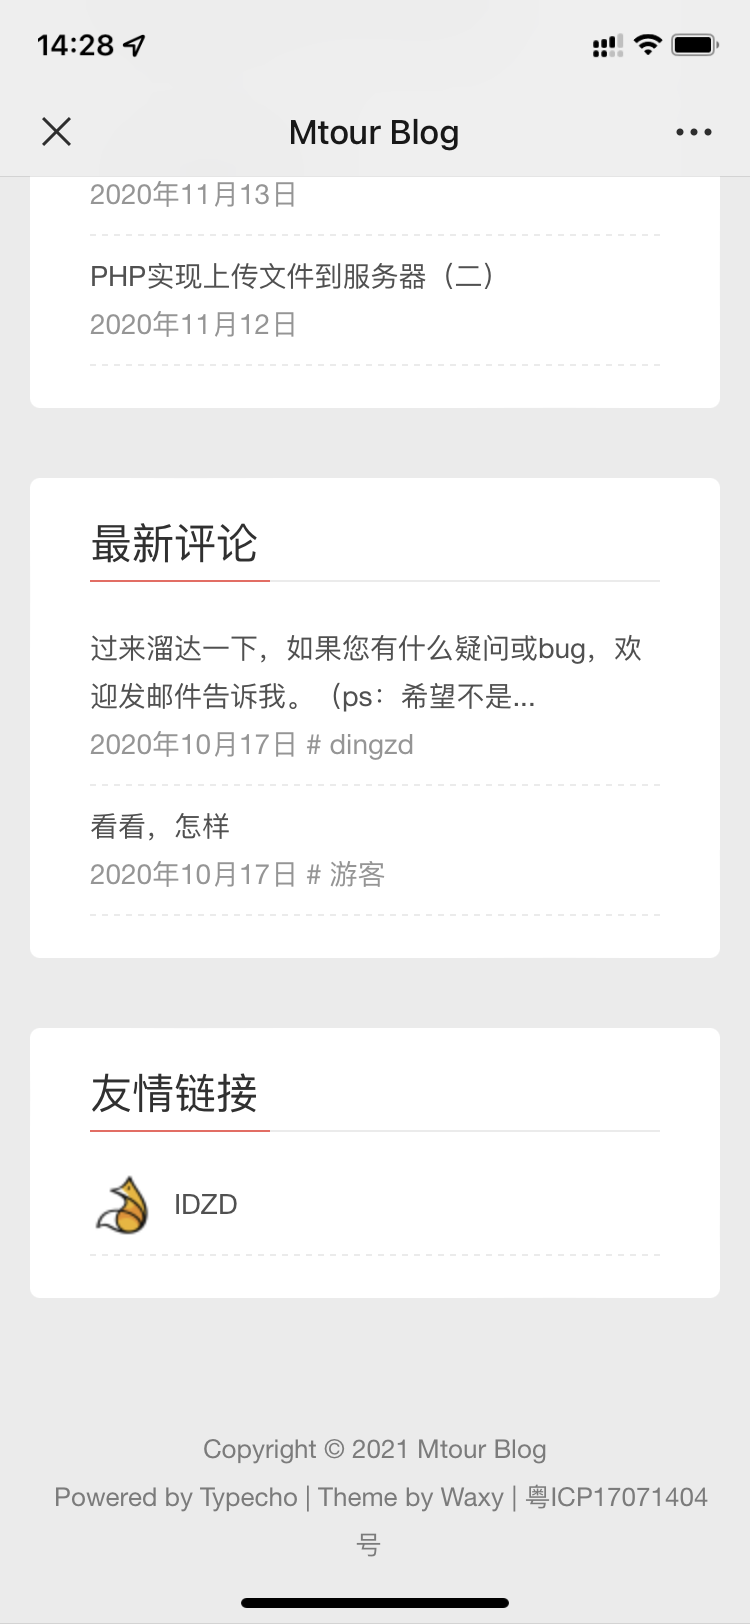 14:28
Mtour Blog
2020年11月13日
PHP实现上传文件到服务器（二）
2020年11月12日
最新评论
过来溜达一下，如果您有什么疑问或bug，欢
迎发邮件告诉我。（ps：希望不是...
2020年10月17日 # dingzd
看看，怎样
2020年10月17日 # 游客
友情链接
IDZD
Copyright © 2021 Mtour Blog
Powered by Typecho | Theme by Waxy | 粤ICP17071404
号